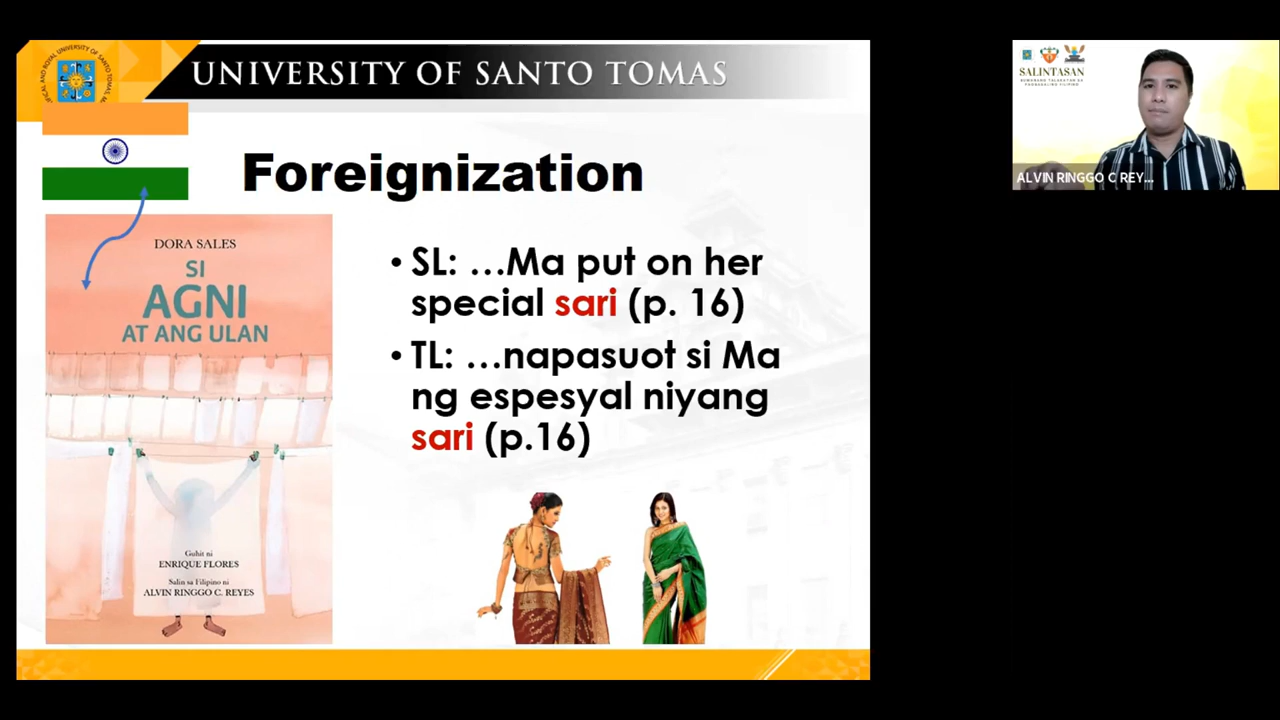 UNIVERSITY OF SANTO TOMAS
Foreignization
DORA SALES
SI
AGNI
AT ANG ULAN
Guhit ni
ENRIQUE FLORES
Salin sa Filipino ni
ALVIN RINGGO C. REYES
• SL: …Ma put on her
special sari (p. 16)
• TL: …napasuot si Ma
ng espesyal niyang
sari (p.16)
SALINTASAN
ALVIN RINGGO C REY...